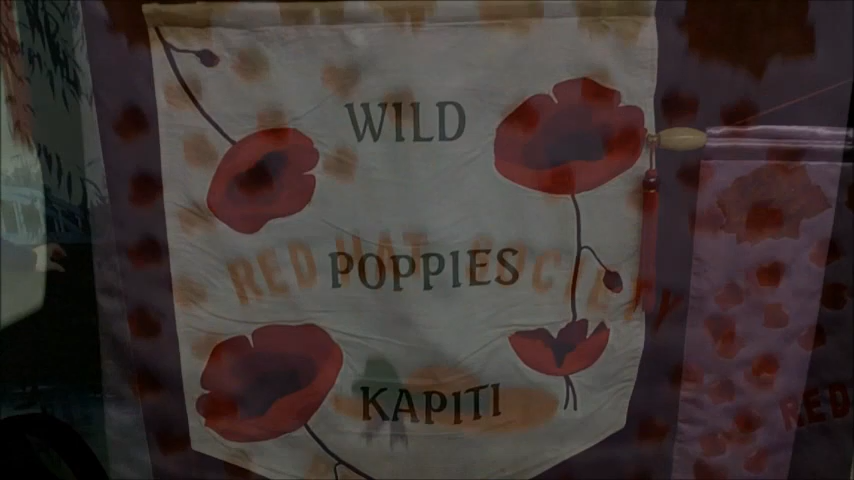 WILD
RED HAT SOCIETY
POPPIES
KAPITI
RED